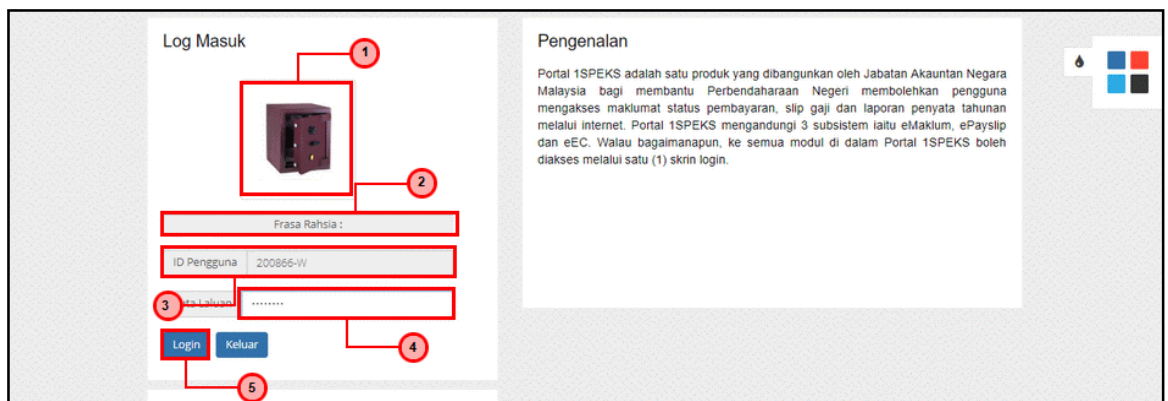 Log Masuk
1
2
Frasa Rahsia :
ID Pengguna 200866-W
3
ata Laluan ········
4
Login Keluar
5
Pengenalan
Portal 1SPEKS adalah satu produk yang dibangunkan oleh Jabatan Akauntan Negara
Malaysia bagi membantu Perbendaharaan Negeri membolehkan pengguna
mengakses maklumat status pembayaran, slip gaji dan laporan penyata tahunan
melalui internet. Portal 1SPEKS mengandungi 3 subsistem iaitu eMaklum, ePayslip
dan eEC. Walau bagaimanapun, ke semua modul di dalam Portal 1SPEKS boleh
diakses melalui satu (1) skrin login.